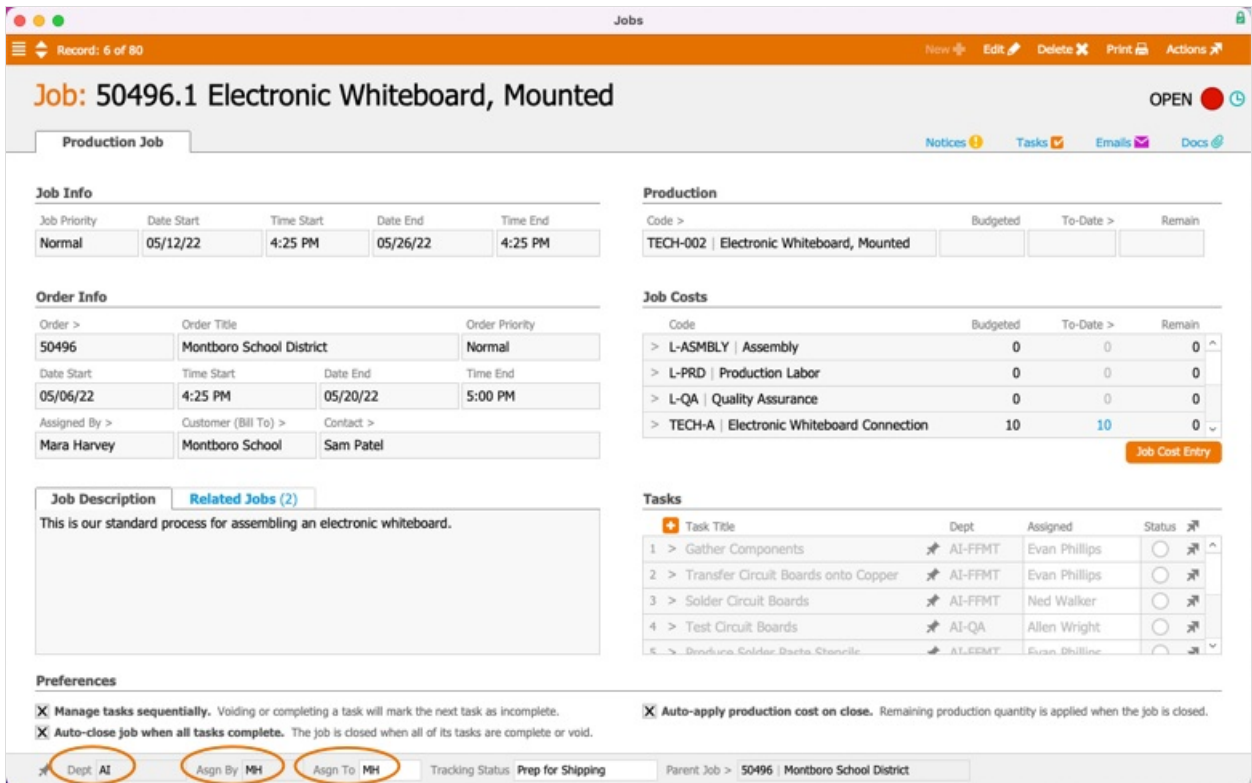 Jobs
Record: 6 of 80 New Edit Delete Print Actions
Job: 50496.1 Electronic Whiteboard, Mounted
OPEN
Production Job
Notices Tasks Emails Docs
Job Info
Job Priority Date Start Time Start Date End Time End
Normal 05/12/22 4:25 PM 05/26/22 4:25 PM
Production
Code > Budgeted To-Date > Remain
TECH-002 | Electronic Whiteboard, Mounted
Order Info
Order > Order Title Order Priority
50496 Montboro School District Normal
Date Start Time Start Date End Time End
05/06/22 4:25 PM 05/20/22 5:00 PM
Assigned By > Customer (Bill To) > Contact >
Mara Harvey Montboro School Sam Patel
Job Costs
Code Budgeted To-Date > Remain
> L-ASMBLY | Assembly 0 0 0
> L-PRD | Production Labor 0 0 0
> L-QA | Quality Assurance 0 0 0
> TECH-A | Electronic Whiteboard Connection 10 10 0
Job Cost Entry
Job Description Related Jobs (2)
This is our standard process for assembling an electronic whiteboard.
Tasks
Task Title Dept Assigned Status
1 > Gather Components AI-FFMT Evan Phillips
2 > Transfer Circuit Boards onto Copper AI-FFMT Evan Phillips
3 > Solder Circuit Boards AI-FFMT Ned Walker
4 > Test Circuit Boards AI-QA Allen Wright
5 > Produce Solder Paste Stencils AI-FFMT Evan Phillips
Preferences
X Manage tasks sequentially. Voiding or completing a task will mark the next task as incomplete.
X Auto-close job when all tasks complete. The job is closed when all of its tasks are complete or void.
X Auto-apply production cost on close. Remaining production quantity is applied when the job is closed.
Dept AI Asgn By MH Asgn To MH Tracking Status Prep for Shipping Parent Job > 50496 | Montboro School District